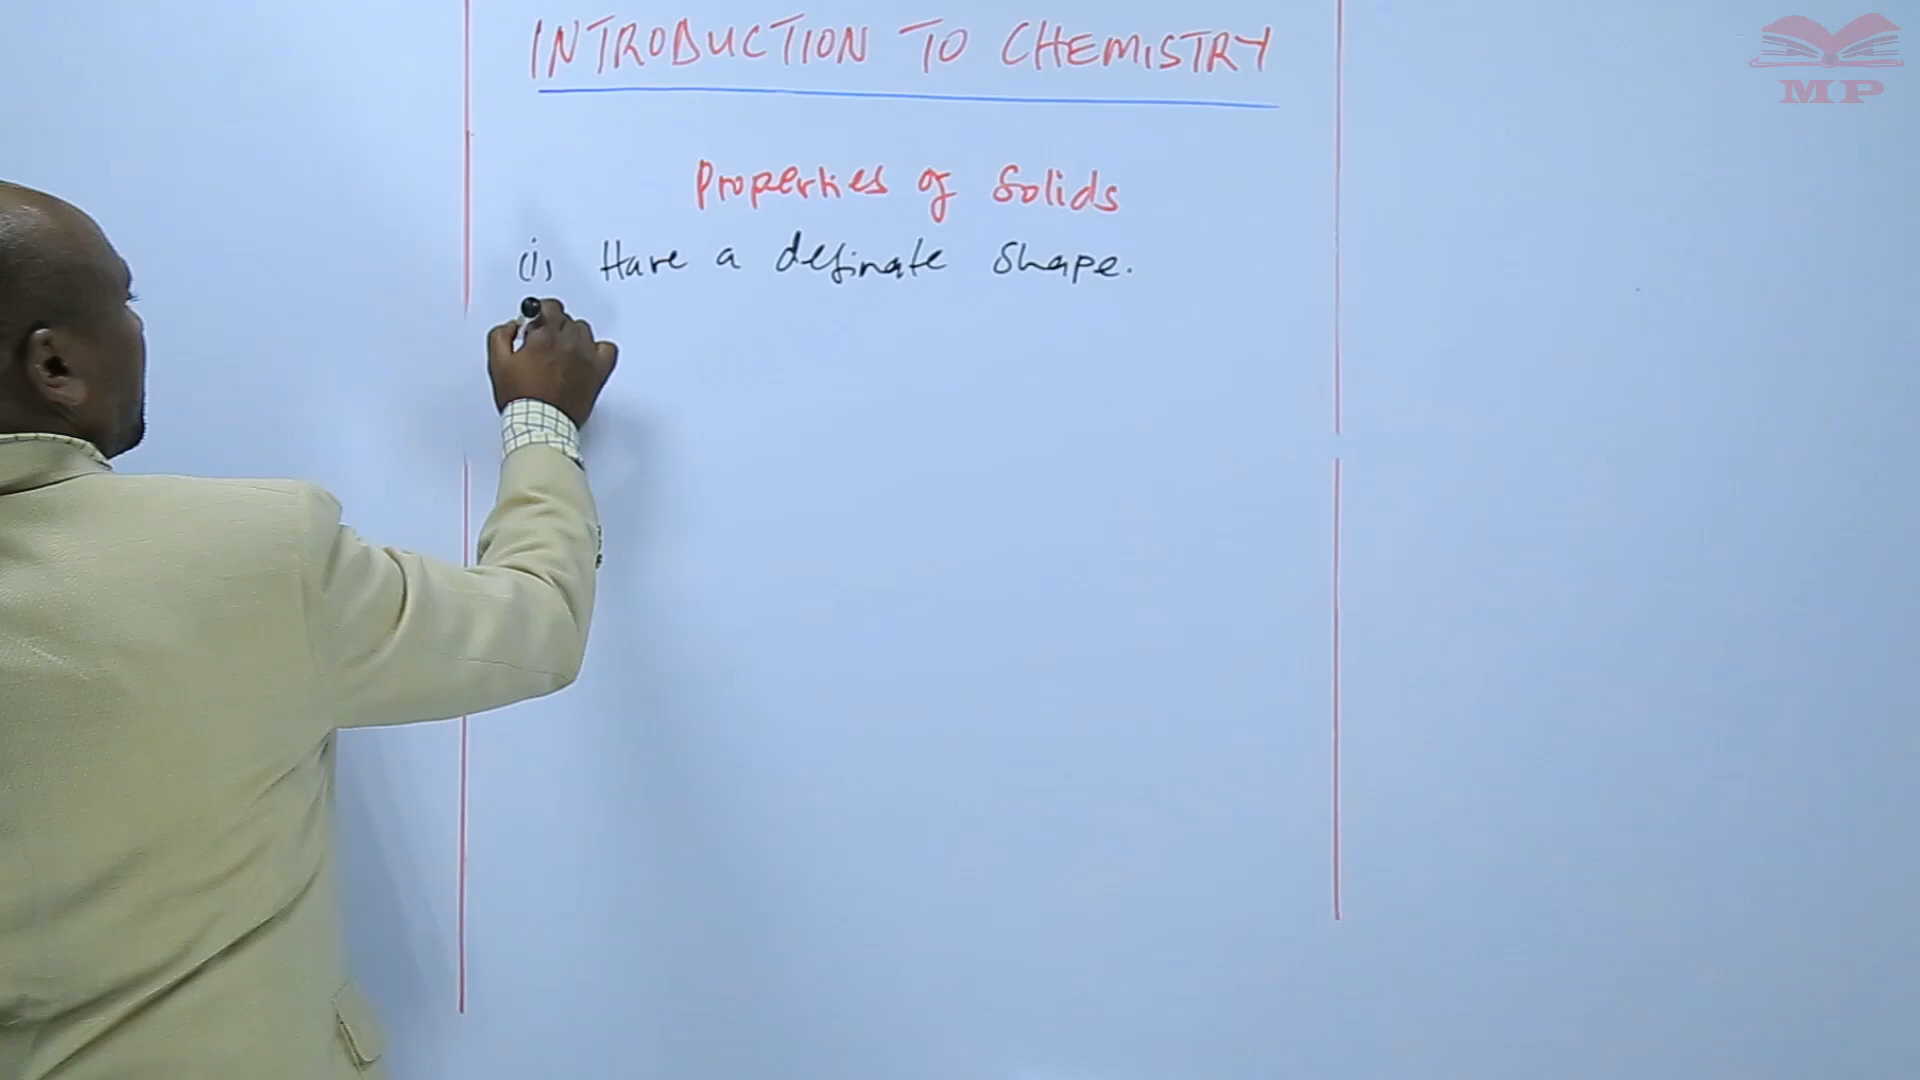 INTRODUCTION TO CHEMISTRY
MP
Properties of Solids
(i) Have a definate shape.